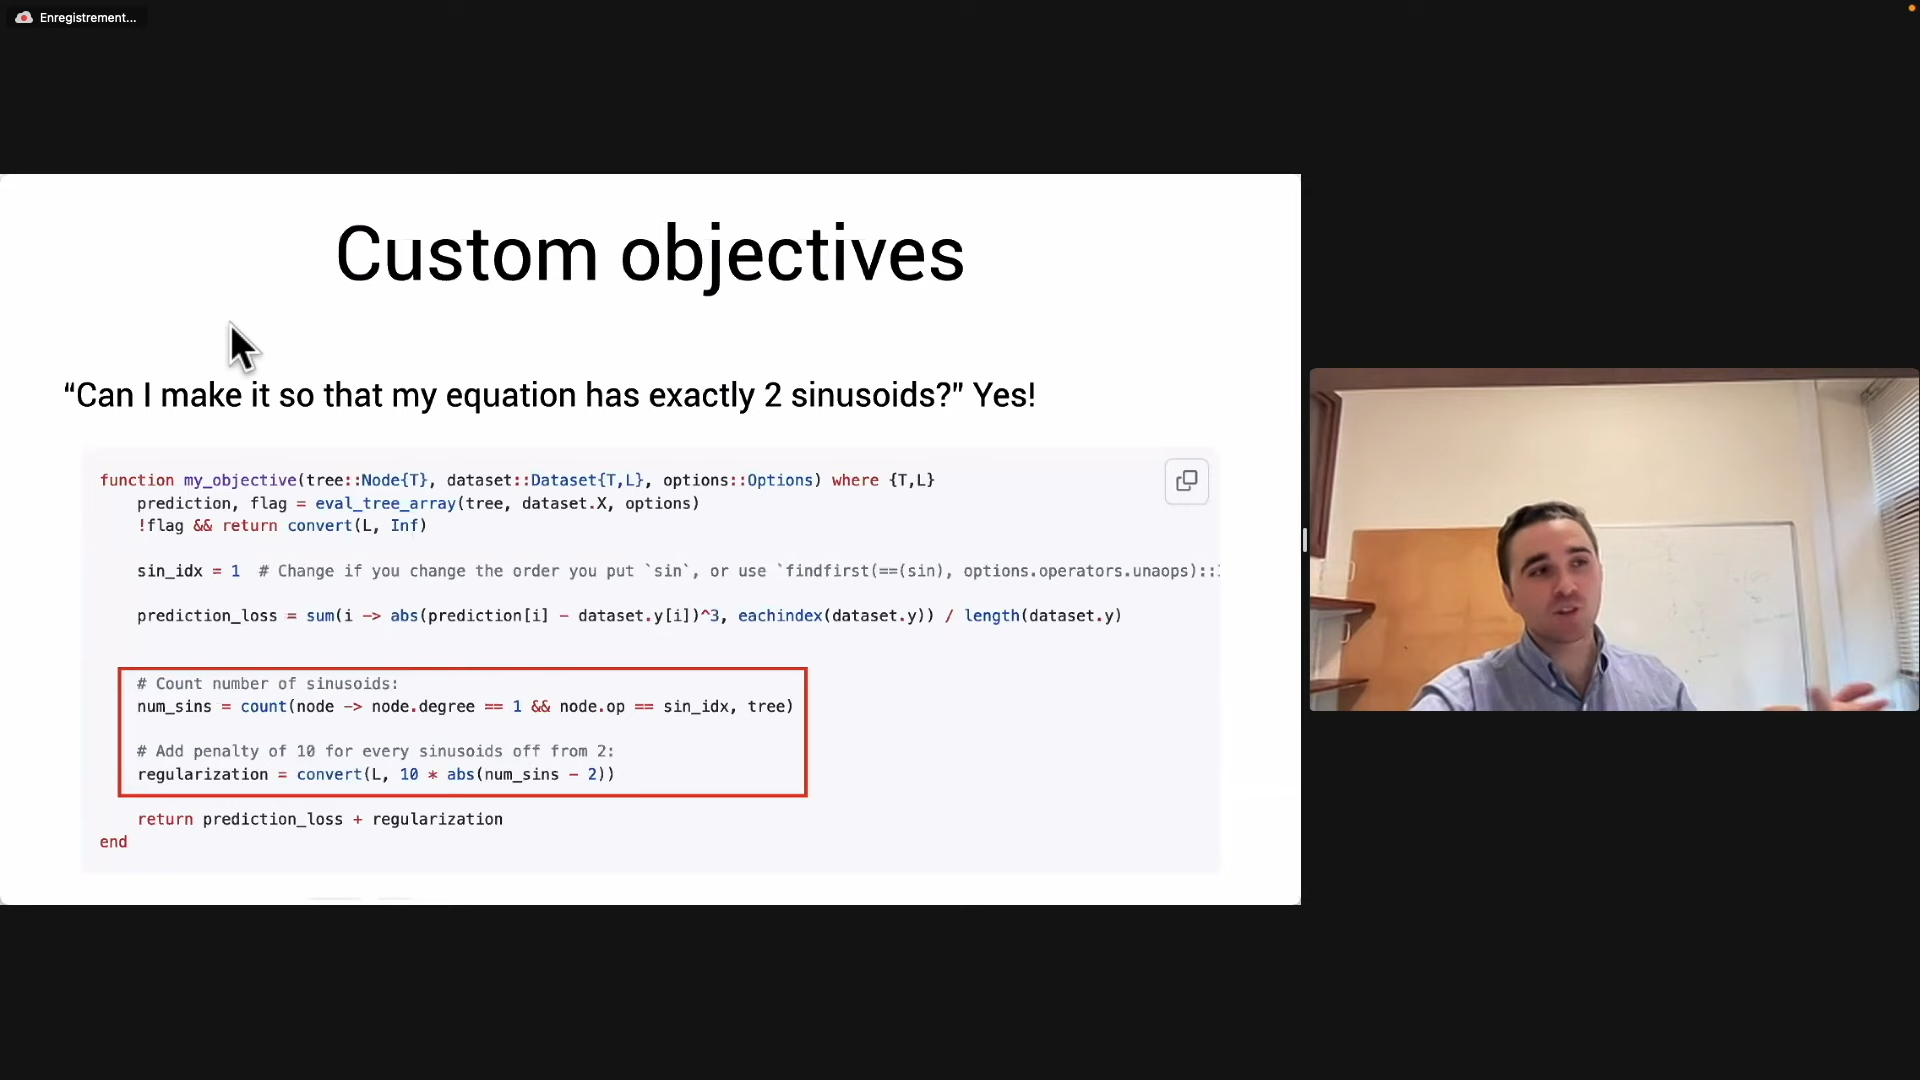 Enregistrement...
Custom objectives
“Can I make it so that my equation has exactly 2 sinusoids?” Yes!
function my_objective(tree::Node{T}, dataset::Dataset{T,L}, options::Options) where {T,L}
prediction, flag = eval_tree_array(tree, dataset.X, options)
!flag && return convert(L, Inf)
sin_idx = 1  # Change if you change the order you put `sin`, or use `findfirst(==(sin), options.operators.unaops)::
prediction_loss = sum(i -> abs(prediction[i] - dataset.y[i])^3, eachindex(dataset.y)) / length(dataset.y)
# Count number of sinusoids:
num_sins = count(node -> node.degree == 1 && node.op == sin_idx, tree)
# Add penalty of 10 for every sinusoids off from 2:
regularization = convert(L, 10 * abs(num_sins - 2))
return prediction_loss + regularization
end